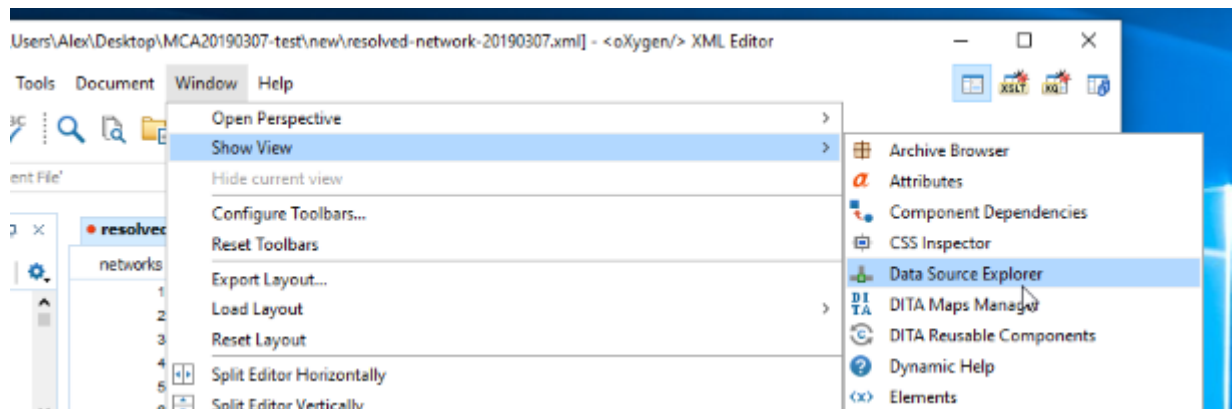 Users\Alex\Desktop\MCA20190307-test\new\resolved-network-20190307.xml] - <oXygen/> XML Editor
Tools Document Window Help
XSLT XQ
Open Perspective
Show View
Hide current view
Configure Toolbars...
Reset Toolbars
Export Layout...
Load Layout
Reset Layout
Split Editor Horizontally
Split Editor Vertically
ent File'
resolved
networks
1
2
3
4
5
6
Archive Browser
Attributes
Component Dependencies
CSS Inspector
Data Source Explorer
DITA DITA Maps Manager
DITA Reusable Components
Dynamic Help
Elements